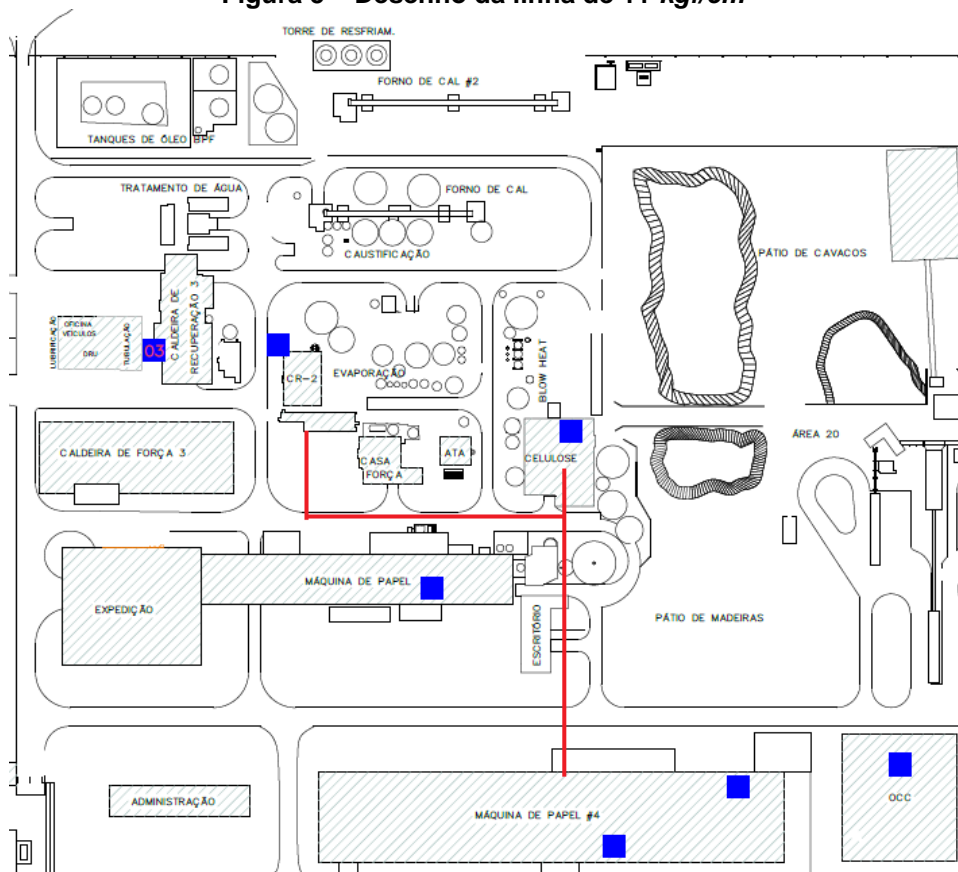 TORRE DE RESFRIAM.
FORNO DE CAL #2
TANQUES DE ÓLEO BPF
TRATAMENTO DE ÁGUA
FORNO DE CAL
CAUSTIFICAÇÃO
PÁTIO DE CAVACOS
LUBRIFICAÇÃO
OFICINA
VEÍCULOS
DRU
TUBULAÇÃO
03
CALDEIRA DE
RECUPERAÇÃO 3
CR-2
EVAPORAÇÃO
BLOW HEAT
ÁREA 20
CALDEIRA DE FORÇA 3
CASA
FORÇA
ATA
CELULOSE
EXPEDIÇÃO
MÁQUINA DE PAPEL
ESCRITÓRIO
PÁTIO DE MADEIRAS
ADMINISTRAÇÃO
MÁQUINA DE PAPEL #4
OCC